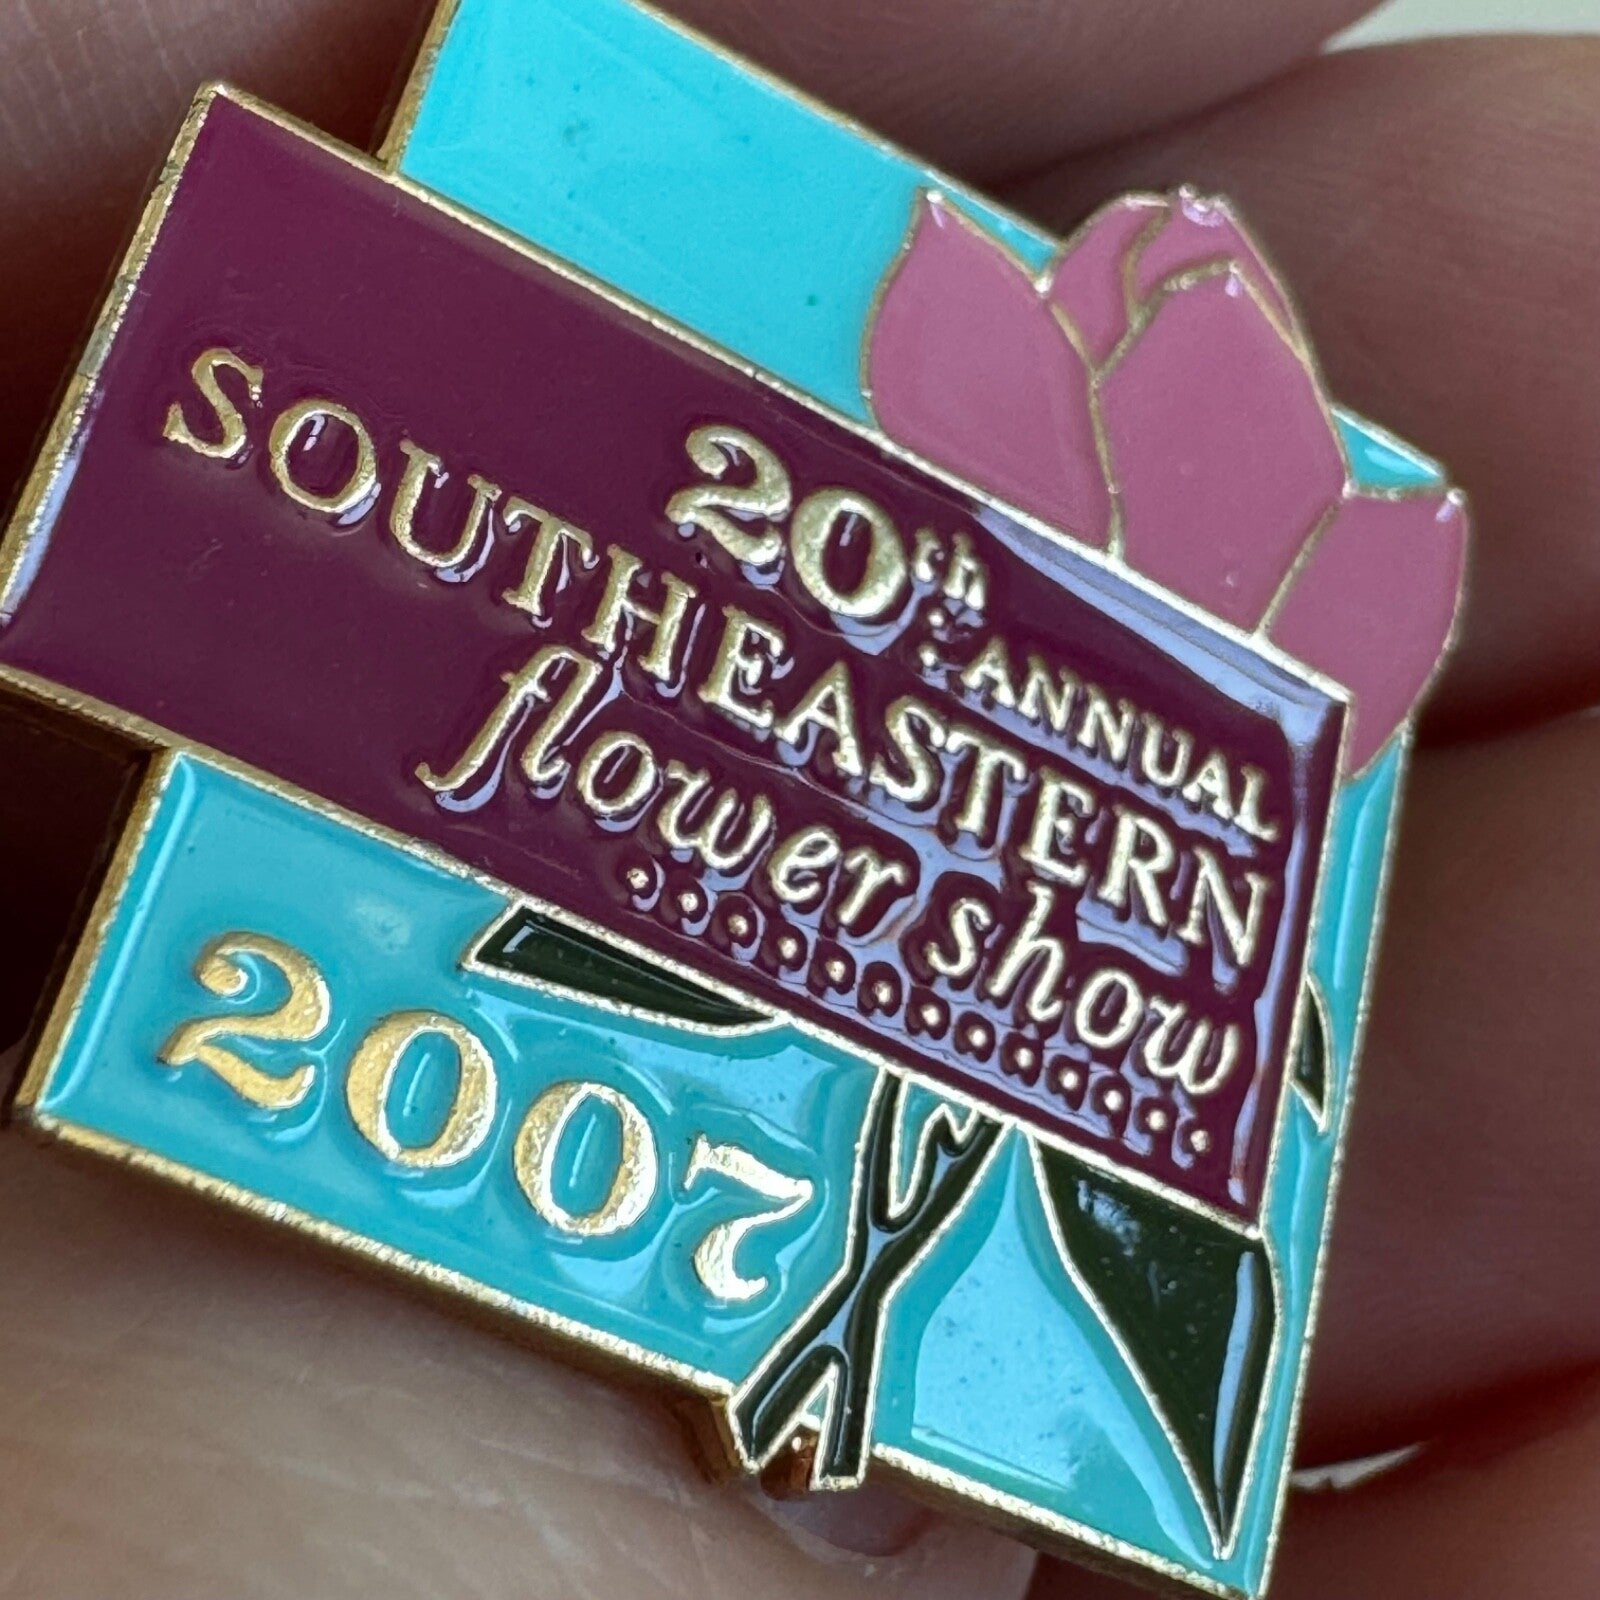 20th ANNUAL
SOUTHEASTERN
flower show
2007